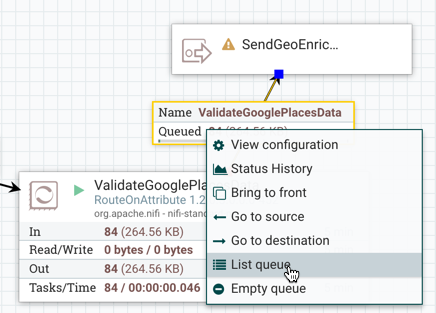 SendGeoEnric...
Name ValidateGooglePlacesData
Queued 84 (264.56 KB)
View configuration
Status History
Bring to front
Go to source
Go to destination
List queue
Empty queue
ValidateGooglePla
RouteOnAttribute 1.2
org.apache.nifi - nifi-stan
In 84 (264.56 KB)
Read/Write 0 bytes / 0 bytes
Out 84 (264.56 KB)
Tasks/Time 84 / 00:00:00.046